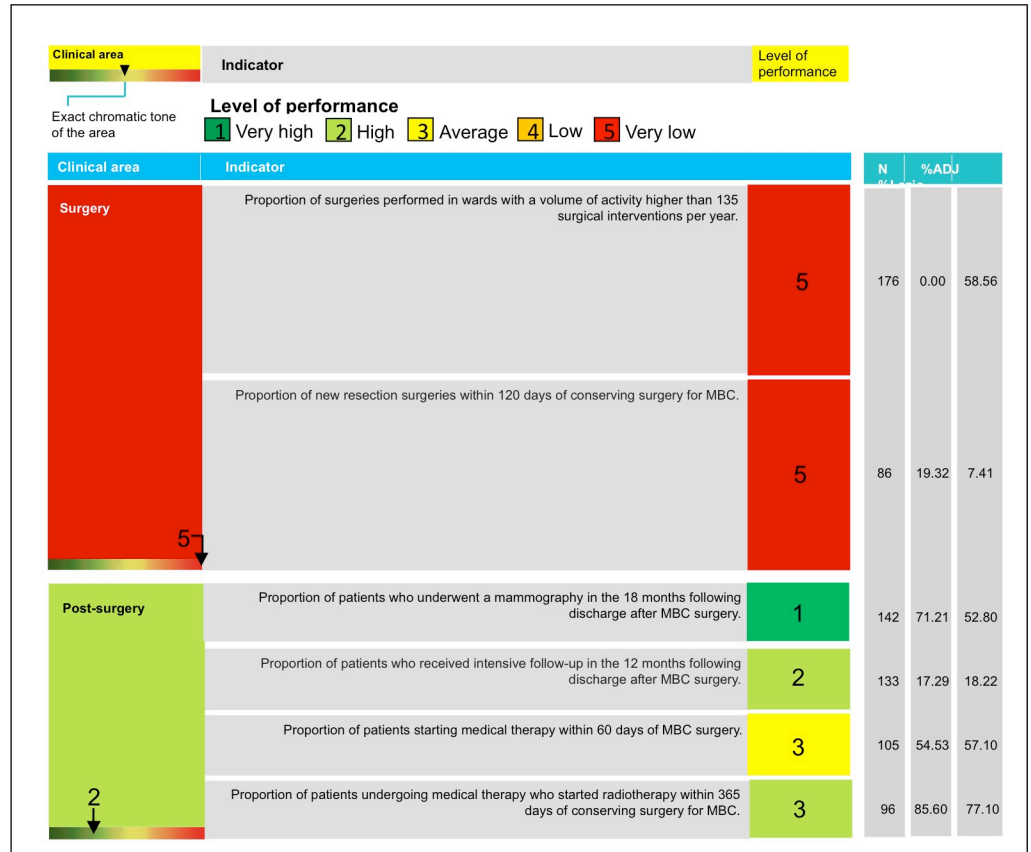 Clinical area
Indicator
Level of
performance
Exact chromatic tone
of the area
Level of performance
1 Very high 2 High 3 Average 4 Low 5 Very low
Clinical area Indicator N %ADJ
Surgery
Proportion of surgeries performed in wards with a volume of activity higher than 135
surgical interventions per year.
5 176 0.00 58.56
Proportion of new resection surgeries within 120 days of conserving surgery for MBC.
5 86 19.32 7.41
5
Post-surgery
Proportion of patients who underwent a mammography in the 18 months following
discharge after MBC surgery.
1 142 71.21 52.80
Proportion of patients who received intensive follow-up in the 12 months following
discharge after MBC surgery.
2 133 17.29 18.22
Proportion of patients starting medical therapy within 60 days of MBC surgery.
3 105 54.53 57.10
2
Proportion of patients undergoing medical therapy who started radiotherapy within 365
days of conserving surgery for MBC.
3 96 85.60 77.10